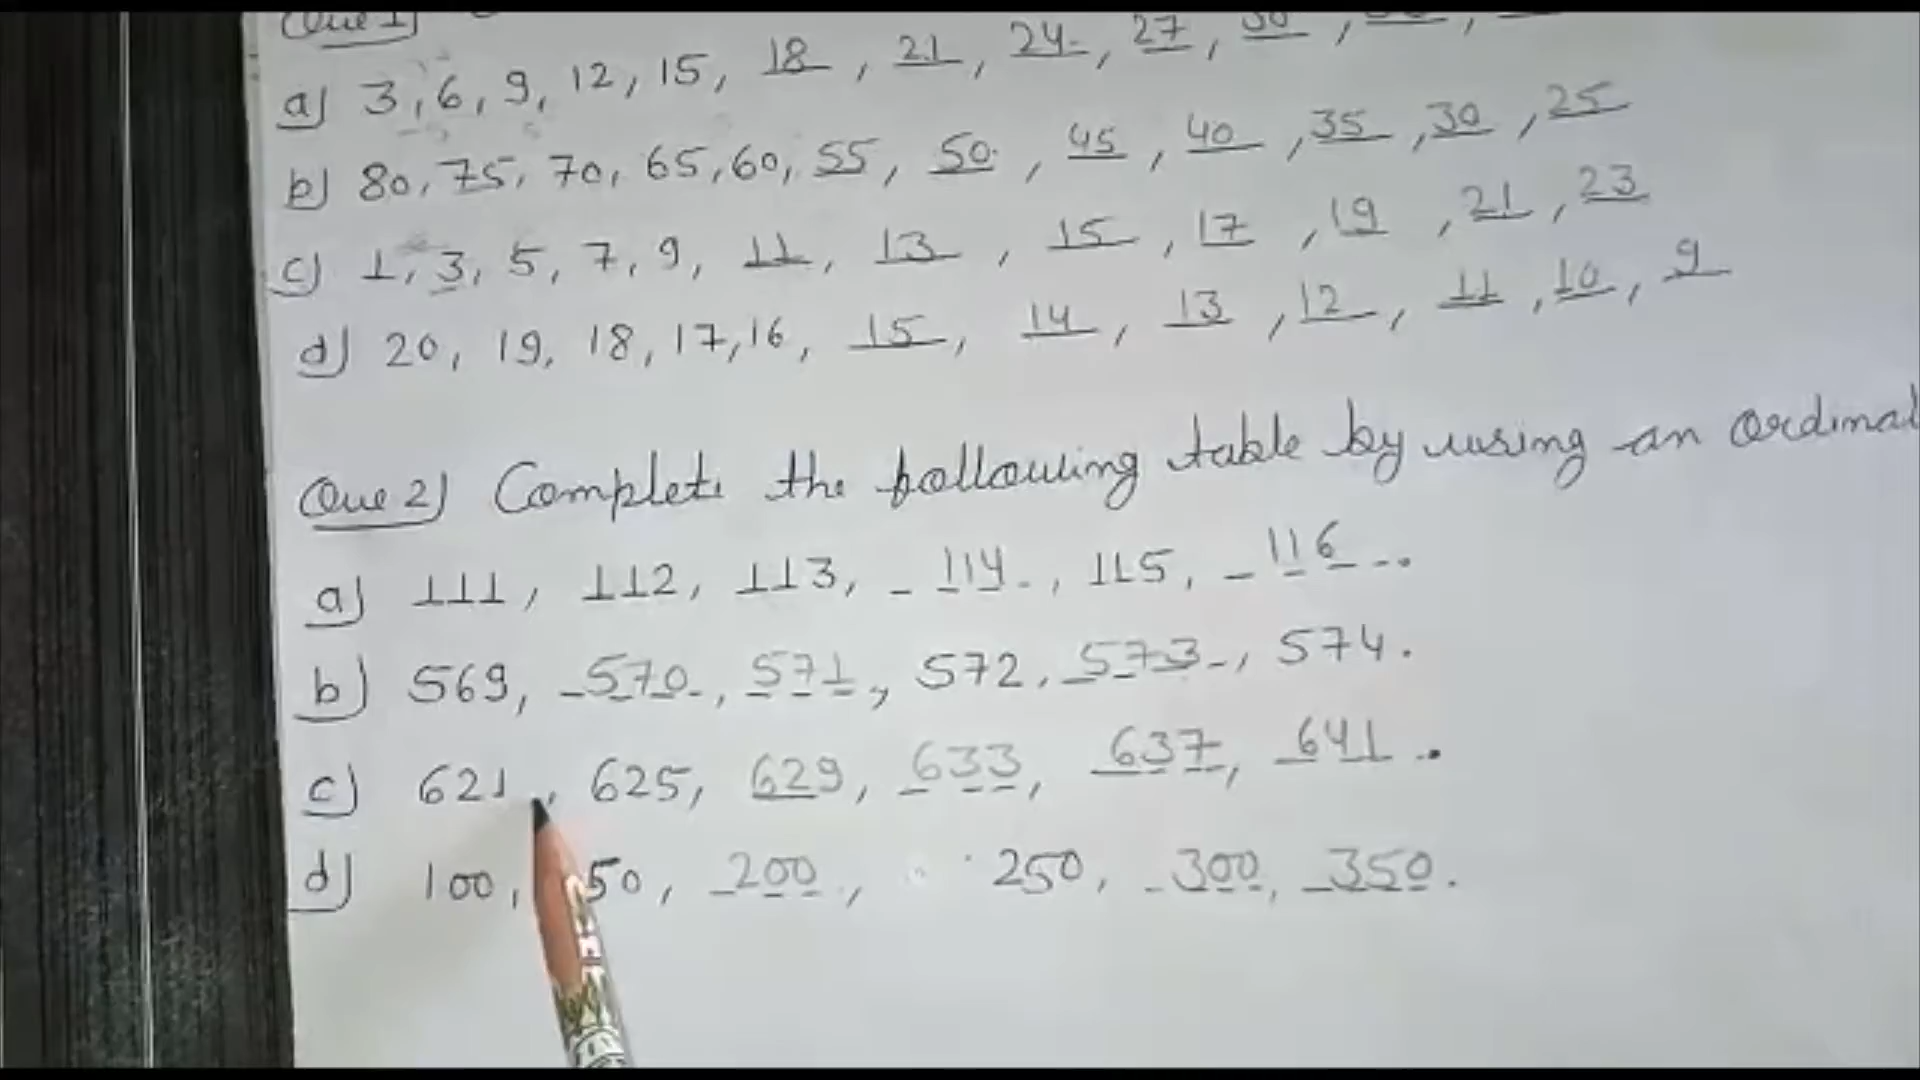 Que 1)
a) 3, 6, 9, 12, 15, 18, 21, 24, 27, 30,
b) 80, 75, 70, 65, 60, 55, 50, 45, 40, 35, 30, 25
c) 1, 3, 5, 7, 9, 11, 13, 15, 17, 19, 21, 23
d) 20, 19, 18, 17, 16, 15, 14, 13, 12, 11, 10, 9
Que 2) Complete the following table by using an ordinal
a) 111, 112, 113, 114, 115, 116.
b) 569, 570, 571, 572, 573, 574.
c) 621, 625, 629, 633, 637, 641.
d) 100, 50, 200, 250, 300, 350.